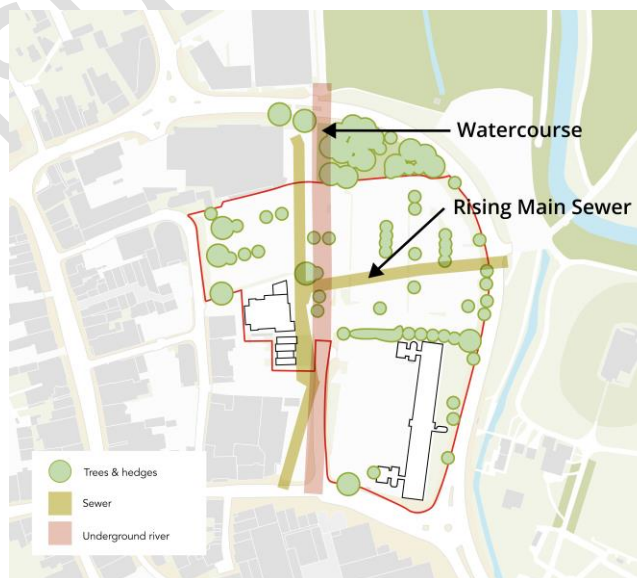 Watercourse
Rising Main Sewer
Trees & hedges
Sewer
Underground river